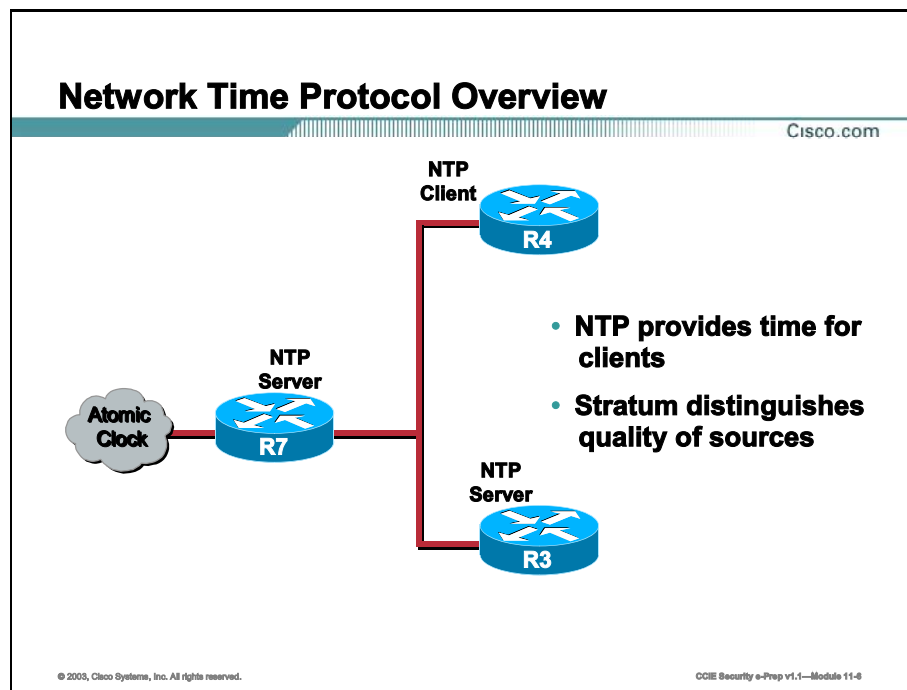 Network Time Protocol Overview
Cisco.com
NTP
Client
R4
• NTP provides time for
clients
NTP
Server
Atomic
Clock
R7
• Stratum distinguishes
quality of sources
NTP
Server
R3
© 2003, Cisco Systems, Inc. All rights reserved.
CCIE Security e-Prep v1.1—Module 11-6